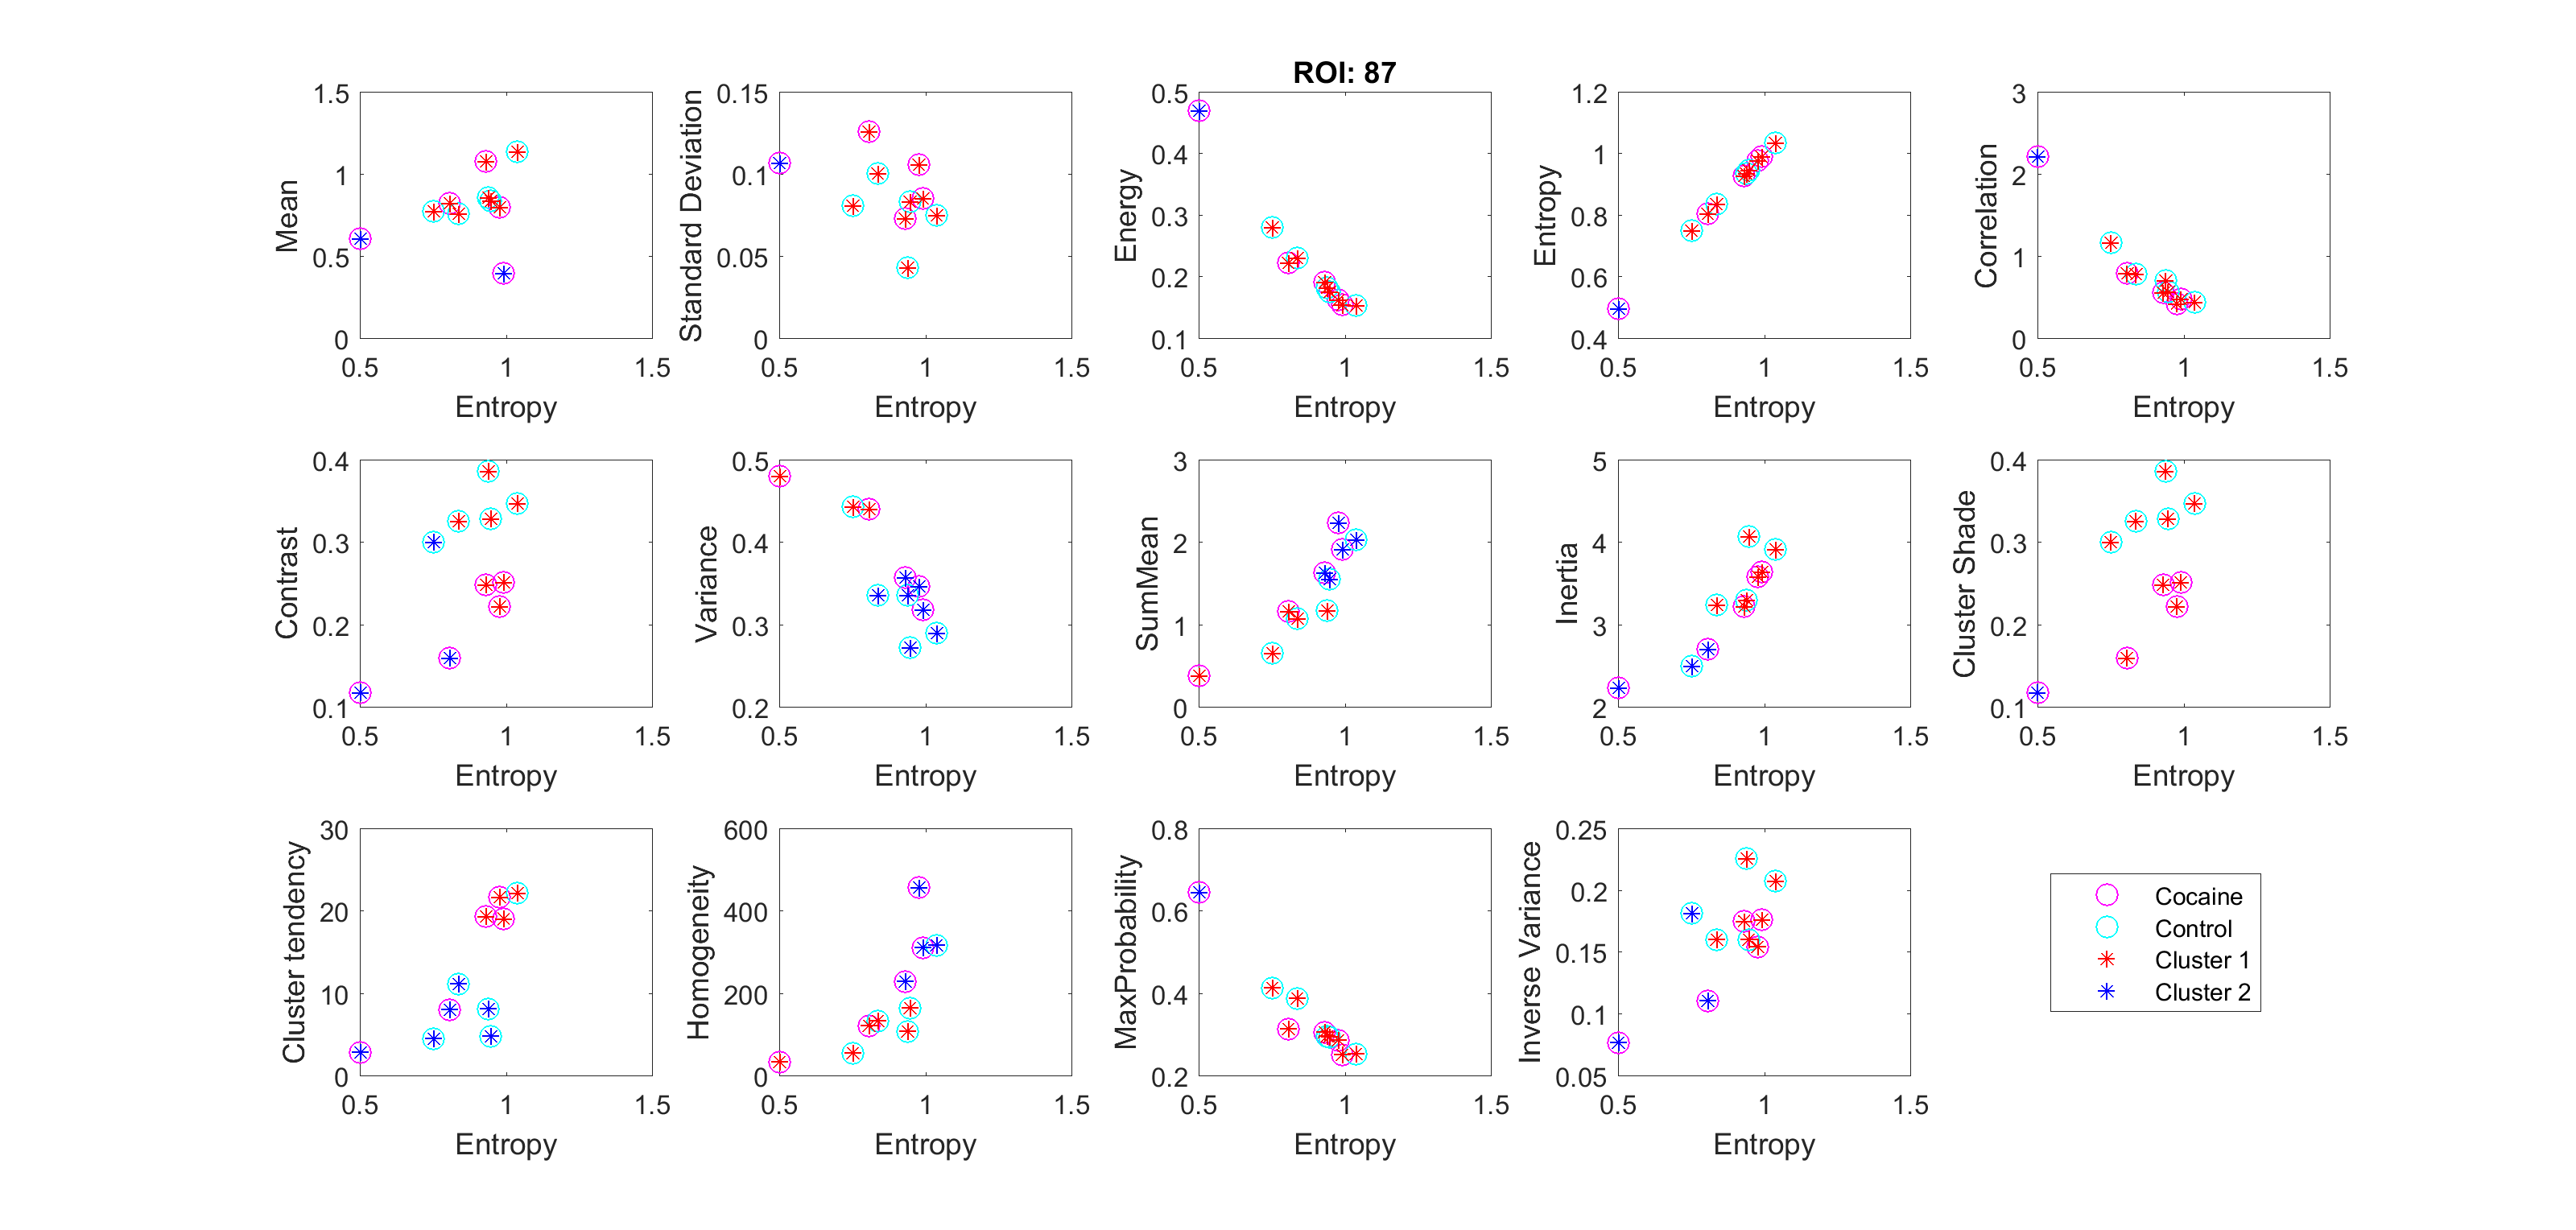 ROI: 87
Mean
1.5
1
0.5
0
0.5 1 1.5
Entropy
Standard Deviation
0.15
0.1
0.05
0
0.5 1 1.5
Entropy
Energy
0.5
0.4
0.3
0.2
0.1
0.5 1 1.5
Entropy
Entropy
1.2
1
0.8
0.6
0.4
0.5 1 1.5
Entropy
Correlation
3
2
1
0
0.5 1 1.5
Entropy
Contrast
0.4
0.3
0.2
0.1
0.5 1 1.5
Entropy
Variance
0.5
0.4
0.3
0.2
0.5 1 1.5
Entropy
SumMean
3
2
1
0
0.5 1 1.5
Entropy
Inertia
5
4
3
2
0.5 1 1.5
Entropy
Cluster Shade
0.4
0.3
0.2
0.1
0.5 1 1.5
Entropy
Cluster tendency
30
20
10
0
0.5 1 1.5
Entropy
Homogeneity
600
400
200
0
0.5 1 1.5
Entropy
MaxProbability
0.8
0.6
0.4
0.2
0.5 1 1.5
Entropy
Inverse Variance
0.25
0.2
0.15
0.1
0.05
0.5 1 1.5
Entropy
Cocaine
Control
Cluster 1
Cluster 2